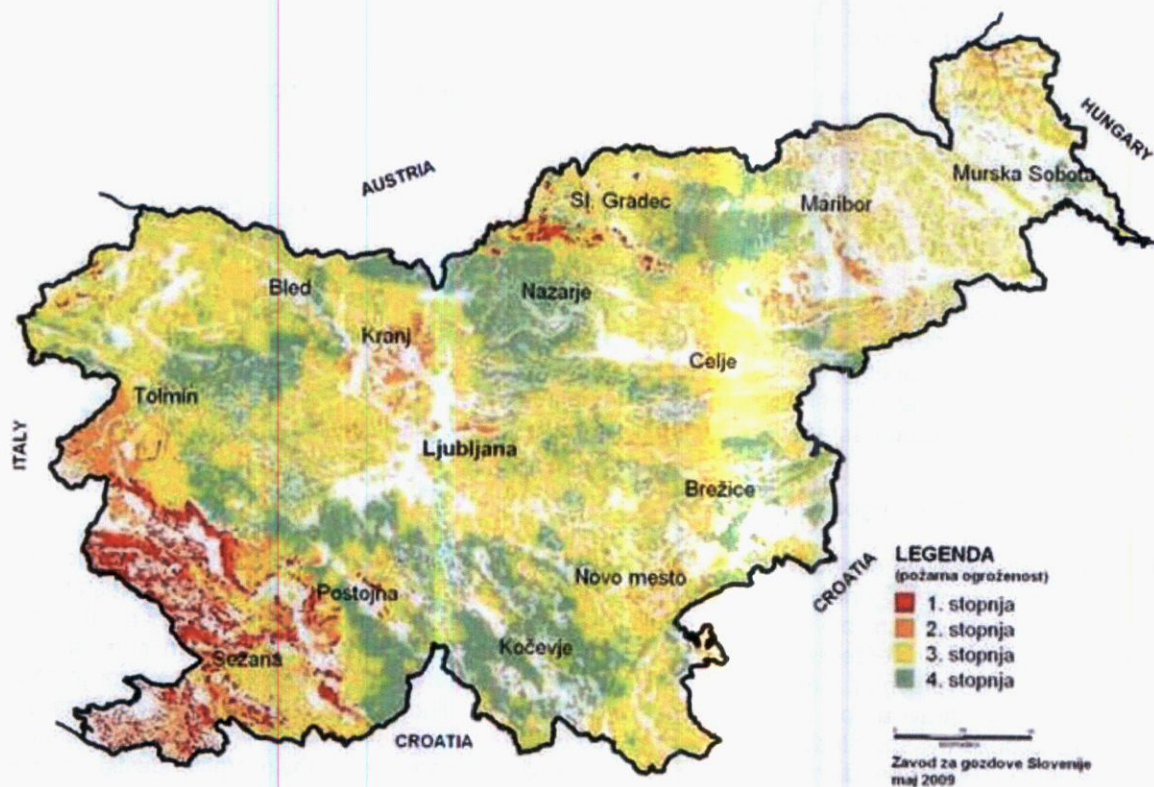 HUNGARY
AUSTRIA
Murska Sobota
Sl. Gradec
Maribor
Bled
Nazarje
Kranj
Celje
Tolmin
ITALY
Ljubljana
Brežice
Postojna
Novo mesto
CROATIA
Kočevje
Sežana
CROATIA
LEGENDA
(požarna ogroženost)
1. stopnja
2. stopnja
3. stopnja
4. stopnja
Zavod za gozdove Slovenije
maj 2009